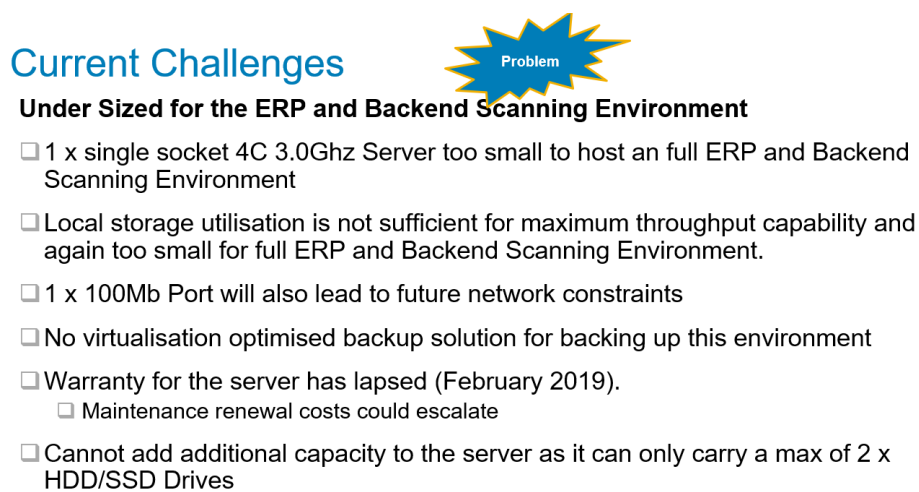 Current Challenges
Problem
Under Sized for the ERP and Backend Scanning Environment
1 x single socket 4C 3.0Ghz Server too small to host an full ERP and Backend
Scanning Environment
Local storage utilisation is not sufficient for maximum throughput capability and
again too small for full ERP and Backend Scanning Environment.
1 x 100Mb Port will also lead to future network constraints
No virtualisation optimised backup solution for backing up this environment
Warranty for the server has lapsed (February 2019).
Maintenance renewal costs could escalate
Cannot add additional capacity to the server as it can only carry a max of 2 x
HDD/SSD Drives